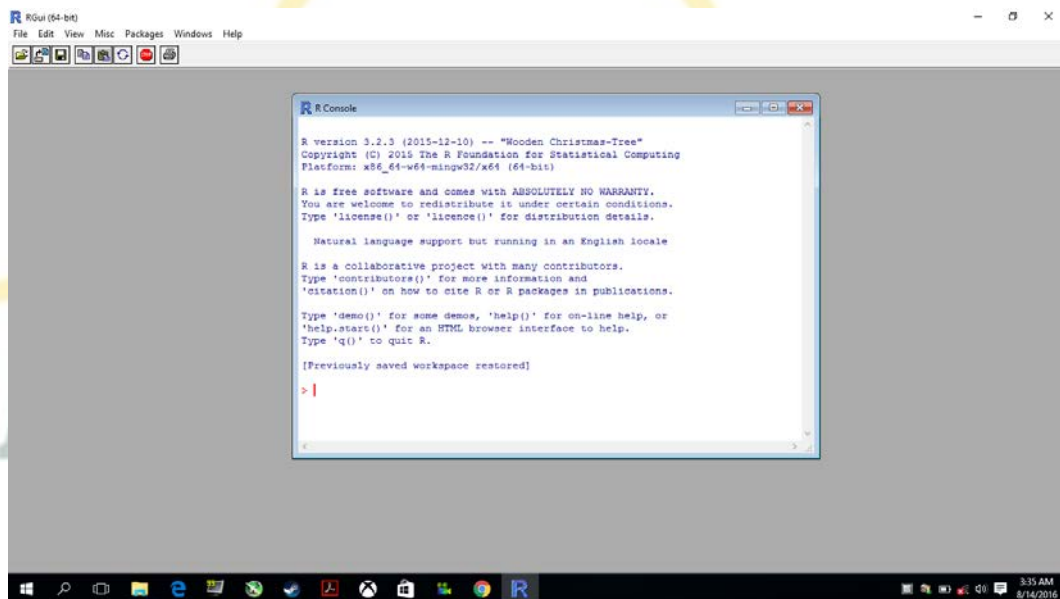 RGui (64-bit)
File Edit View Misc Packages Windows Help
R Console
R version 3.2.3 (2015-12-10) -- "Wooden Christmas-Tree"
Copyright (C) 2015 The R Foundation for Statistical Computing
Platform: x86_64-w64-mingw32/x64 (64-bit)
R is free software and comes with ABSOLUTELY NO WARRANTY.
You are welcome to redistribute it under certain conditions.
Type 'license()' or 'licence()' for distribution details.
Natural language support but running in an English locale
R is a collaborative project with many contributors.
Type 'contributors()' for more information and
'citation()' on how to cite R or R packages in publications.
Type 'demo()' for some demos, 'help()' for on-line help, or
'help.start()' for an HTML browser interface to help.
Type 'q()' to quit R.
[Previously saved workspace restored]
>
3:35 AM
8/14/2016